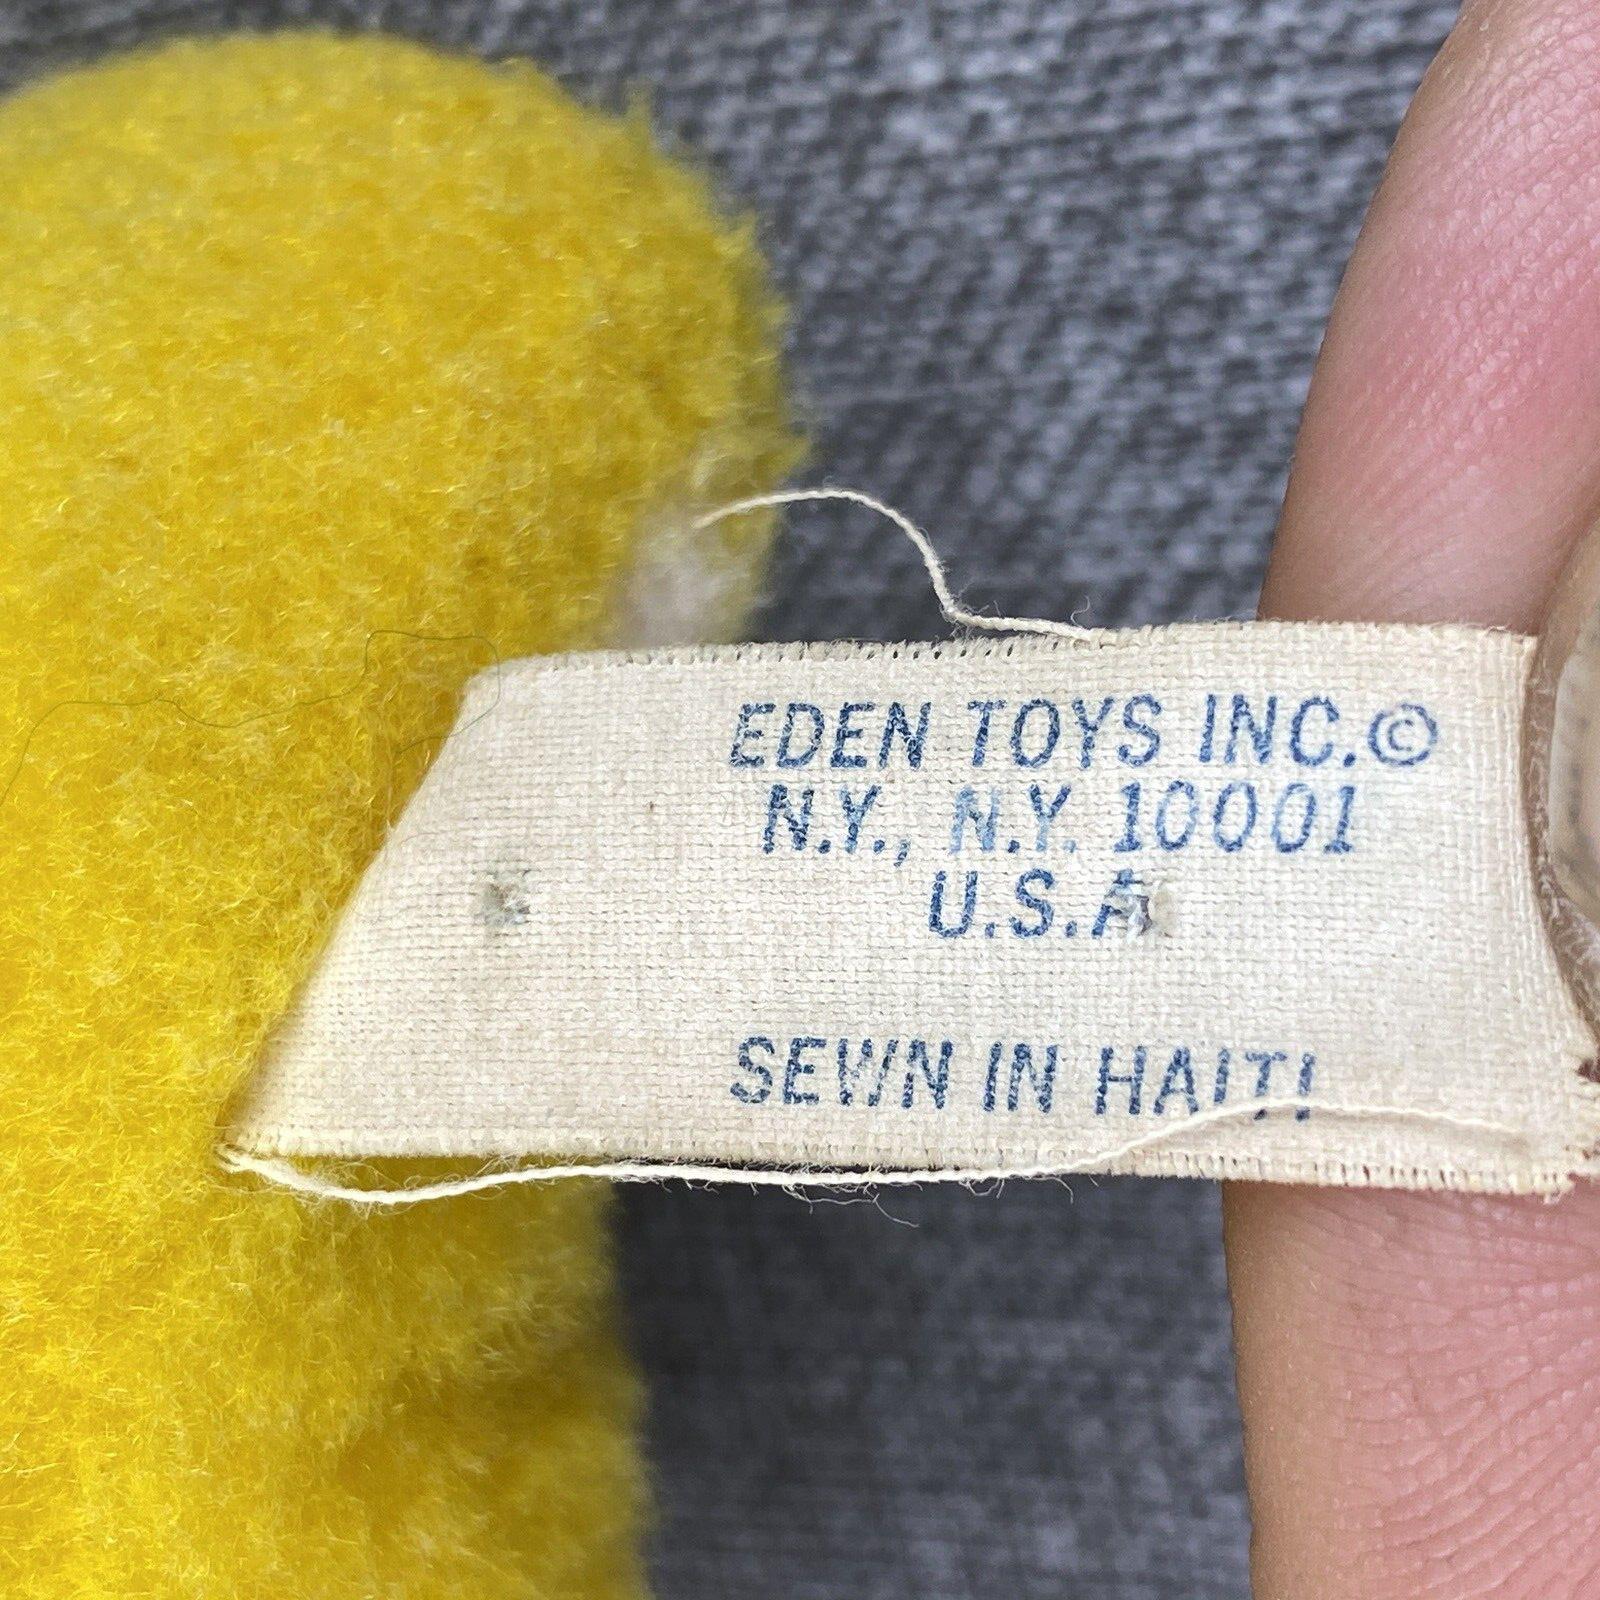 EDEN TOYS INC.©
N.Y., N.Y. 10001
U.S.A
SEWN IN HAITI